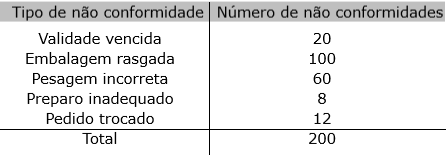 Tipo de não conformidade Número de não conformidades
Validade vencida 20
Embalagem rasgada 100
Pesagem incorreta 60
Preparo inadequado 8
Pedido trocado 12
Total 200